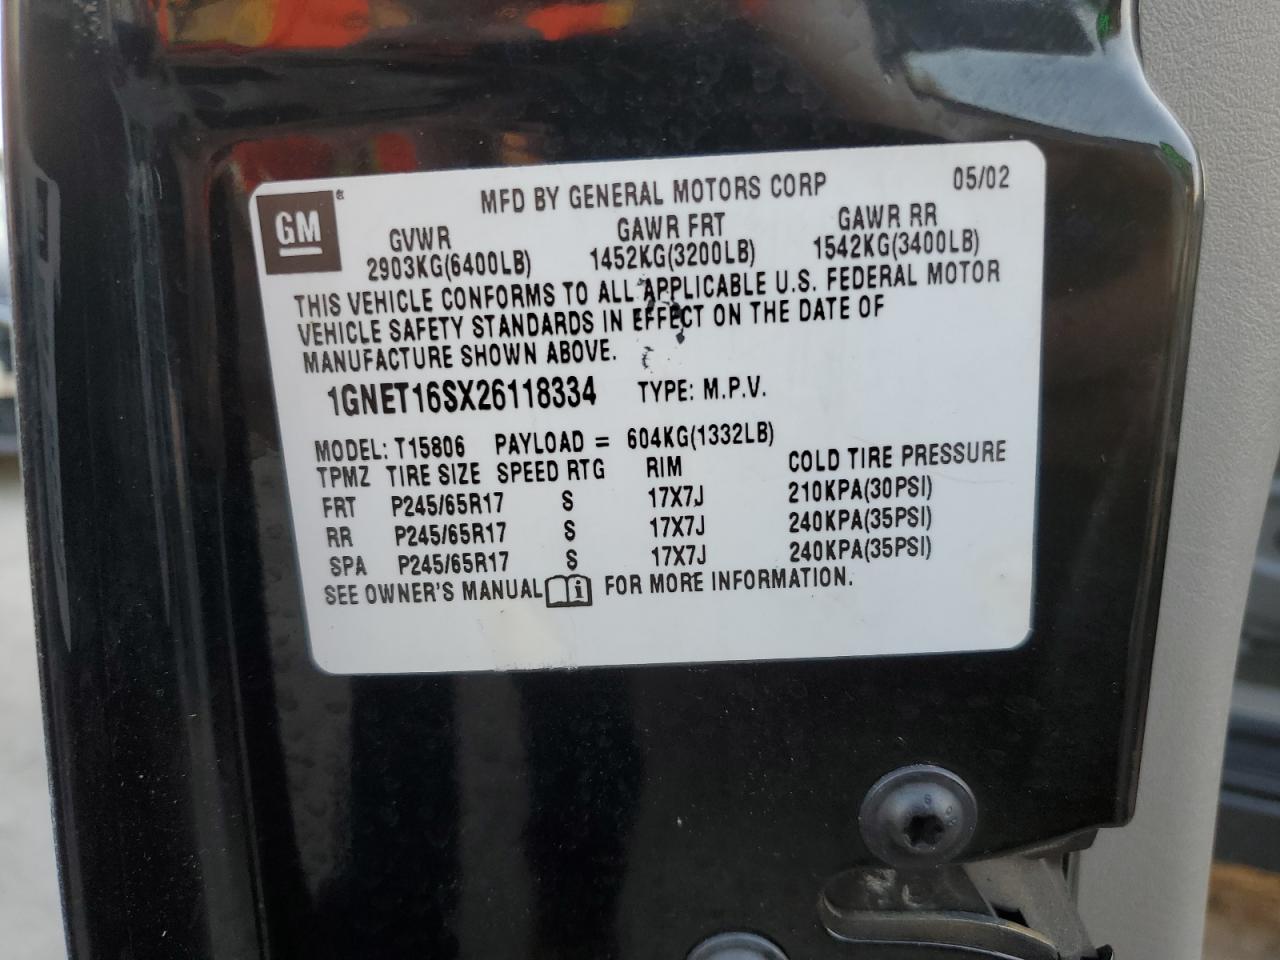 GM ® MFD BY GENERAL MOTORS CORP 05/02
GVWR GAWR FRT GAWR RR
2903KG(6400LB) 1452KG(3200LB) 1542KG(3400LB)
THIS VEHICLE CONFORMS TO ALL APPLICABLE U.S. FEDERAL MOTOR
VEHICLE SAFETY STANDARDS IN EFFECT ON THE DATE OF
MANUFACTURE SHOWN ABOVE.
1GNET16SX26118334 TYPE: M.P.V.
MODEL: T15806 PAYLOAD = 604KG(1332LB)
TPMZ TIRE SIZE SPEED RTG RIM COLD TIRE PRESSURE
FRT P245/65R17 S 17X7J 210KPA(30PSI)
RR P245/65R17 S 17X7J 240KPA(35PSI)
SPA P245/65R17 S 17X7J 240KPA(35PSI)
SEE OWNER'S MANUAL i FOR MORE INFORMATION.